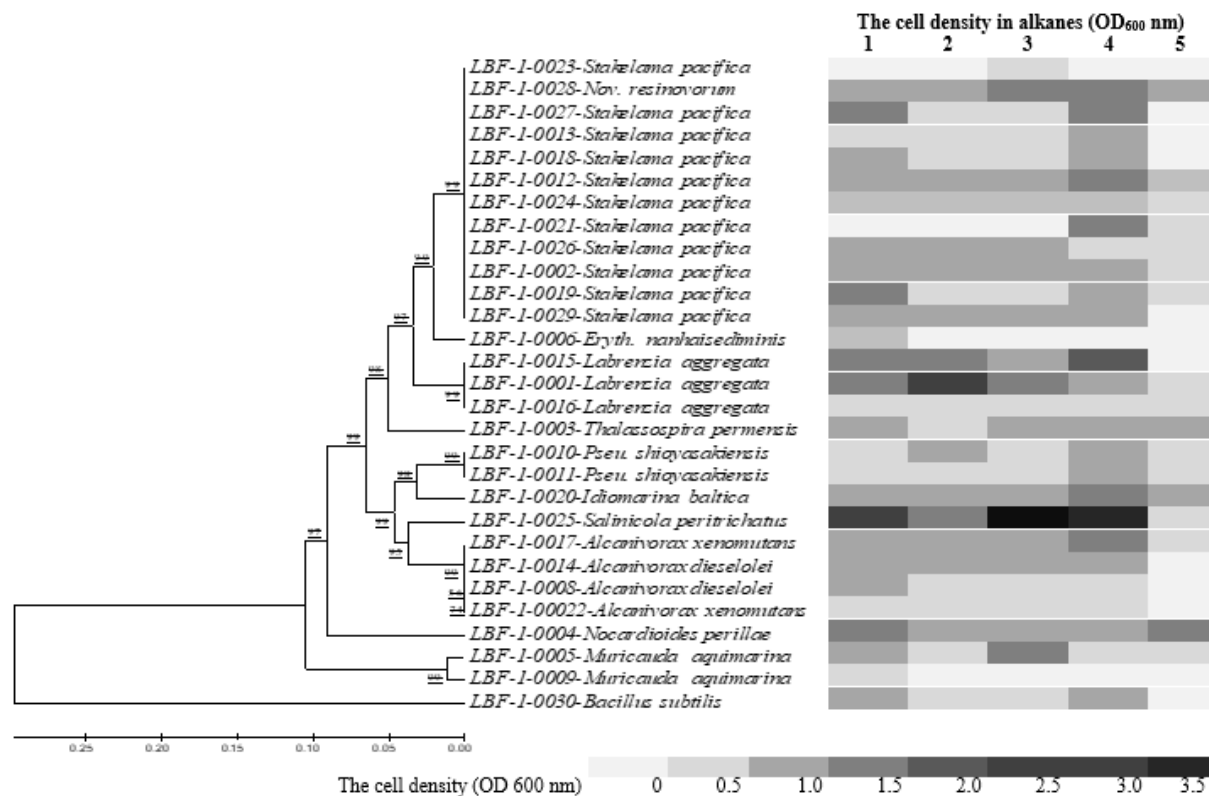 The cell density in alkanes (OD600 nm)
1 2 3 4 5
LBF-1-0023-Stakelama pacifica
LBF-1-0028-Nov. resinovorum
LBF-1-0027-Stakelama pacifica
LBF-1-0013-Stakelama pacifica
LBF-1-0018-Stakelama pacifica
LBF-1-0012-Stakelama pacifica
LBF-1-0024-Stakelama pacifica
LBF-1-0021-Stakelama pacifica
LBF-1-0026-Stakelama pacifica
LBF-1-0002-Stakelama pacifica
LBF-1-0019-Stakelama pacifica
LBF-1-0029-Stakelama pacifica
LBF-1-0006-Eryth. nanhaisediminis
LBF-1-0015-Labrenzia aggregata
LBF-1-0001-Labrenzia aggregata
LBF-1-0016-Labrenzia aggregata
LBF-1-0003-Thalassospira permensis
LBF-1-0010-Pseu. shioyasakiensis
LBF-1-0011-Pseu. shioyasakiensis
LBF-1-0020-Idiomarina baltica
LBF-1-0025-Salinicola peritrichatus
LBF-1-0017-Alcanivorax xenomutans
LBF-1-0014-Alcanivorax dieselolei
LBF-1-0008-Alcanivorax dieselolei
LBF-1-00022-Alcanivorax xenomutans
LBF-1-0004-Nocardioides perillae
LBF-1-0005-Muricauda aquimarina
LBF-1-0009-Muricauda aquimarina
LBF-1-0030-Bacillus subtilis
0.25 0.20 0.15 0.10 0.05 0.00
The cell density (OD 600 nm) 0 0.5 1.0 1.5 2.0 2.5 3.0 3.5